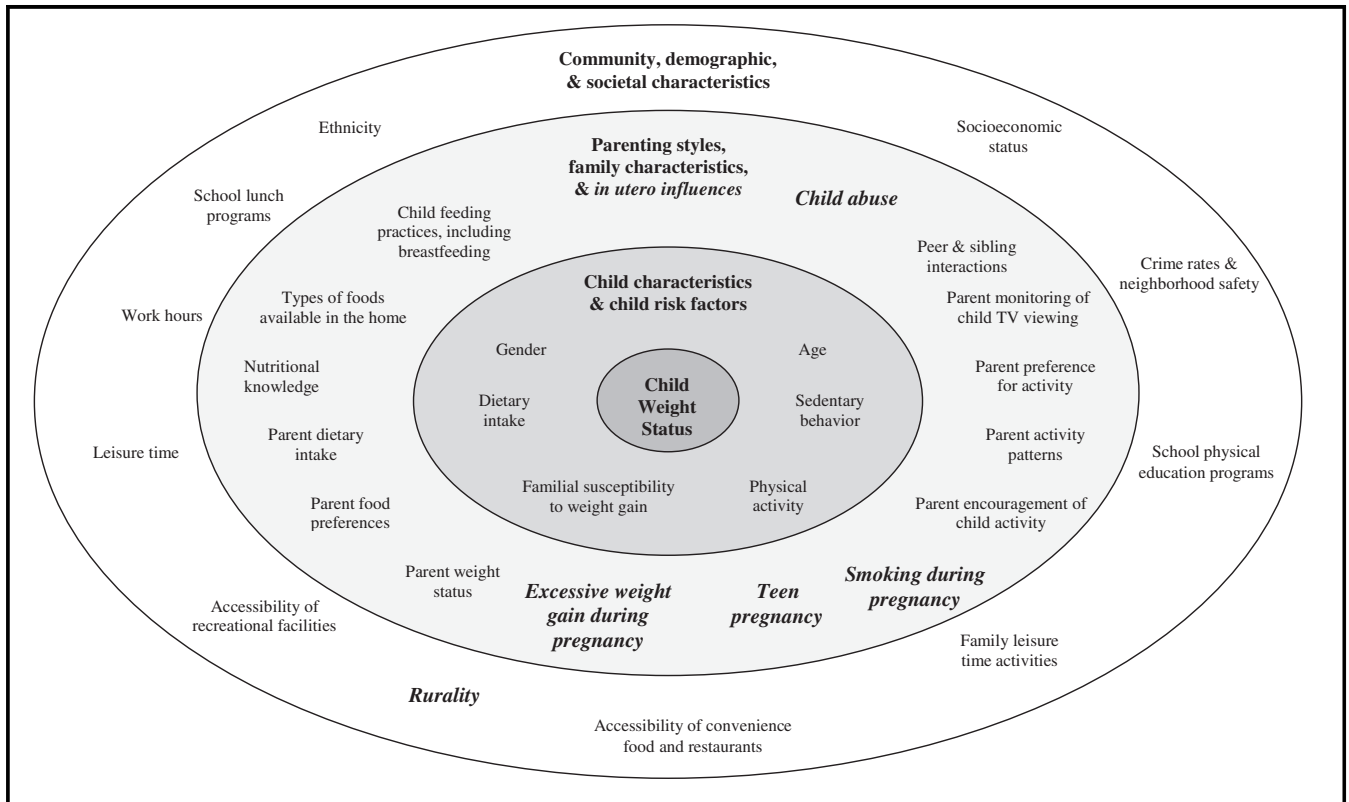 Community, demographic,
& societal characteristics
Ethnicity
Socioeconomic
status
School lunch
programs
Crime rates &
neighborhood safety
Work hours
Leisure time
School physical
education programs
Accessibility of
recreational facilities
Family leisure
time activities
Rurality
Accessibility of convenience
food and restaurants
Parenting styles,
family characteristics,
& in utero influences
Child abuse
Child feeding
practices, including
breastfeeding
Peer & sibling
interactions
Types of foods
available in the home
Parent monitoring of
child TV viewing
Nutritional
knowledge
Parent preference
for activity
Parent dietary
intake
Parent activity
patterns
Parent food
preferences
Parent encouragement of
child activity
Parent weight
status
Excessive weight
gain during
pregnancy
Teen
pregnancy
Smoking during
pregnancy
Child characteristics
& child risk factors
Gender
Age
Dietary
intake
Sedentary
behavior
Familial susceptibility
to weight gain
Physical
activity
Child
Weight
Status